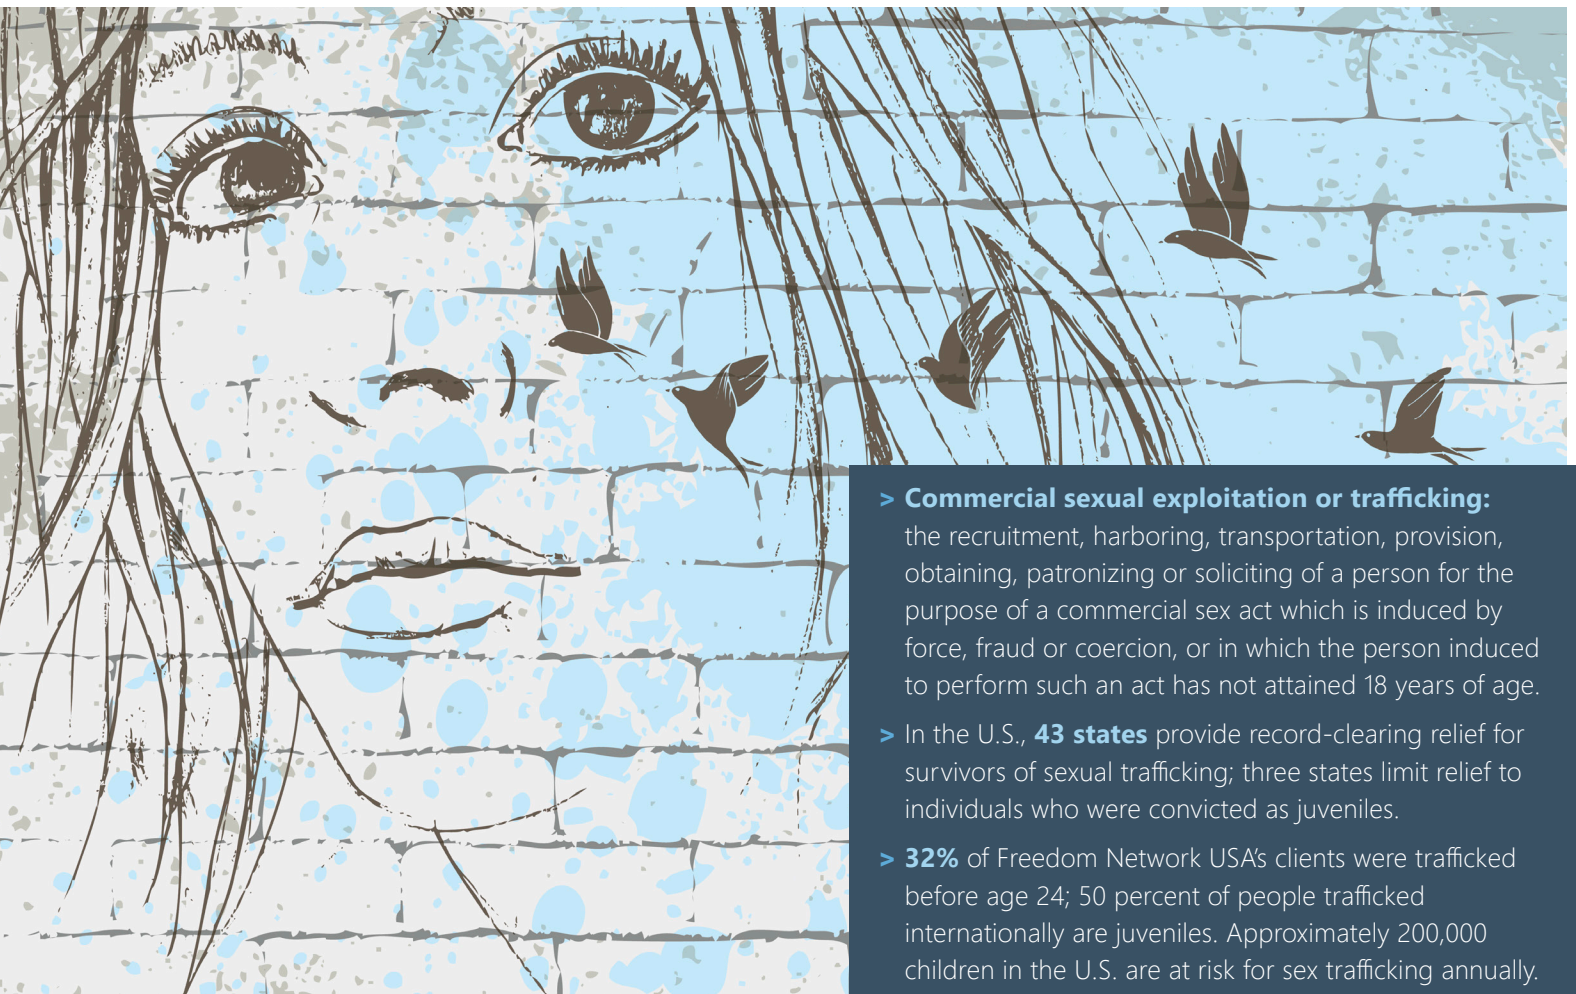 > Commercial sexual exploitation or trafficking:
the recruitment, harboring, transportation, provision,
obtaining, patronizing or soliciting of a person for the
purpose of a commercial sex act which is induced by
force, fraud or coercion, or in which the person induced
to perform such an act has not attained 18 years of age.
> In the U.S., 43 states provide record-clearing relief for
survivors of sexual trafficking; three states limit relief to
individuals who were convicted as juveniles.
> 32% of Freedom Network USA’s clients were trafficked
before age 24; 50 percent of people trafficked
internationally are juveniles. Approximately 200,000
children in the U.S. are at risk for sex trafficking annually.